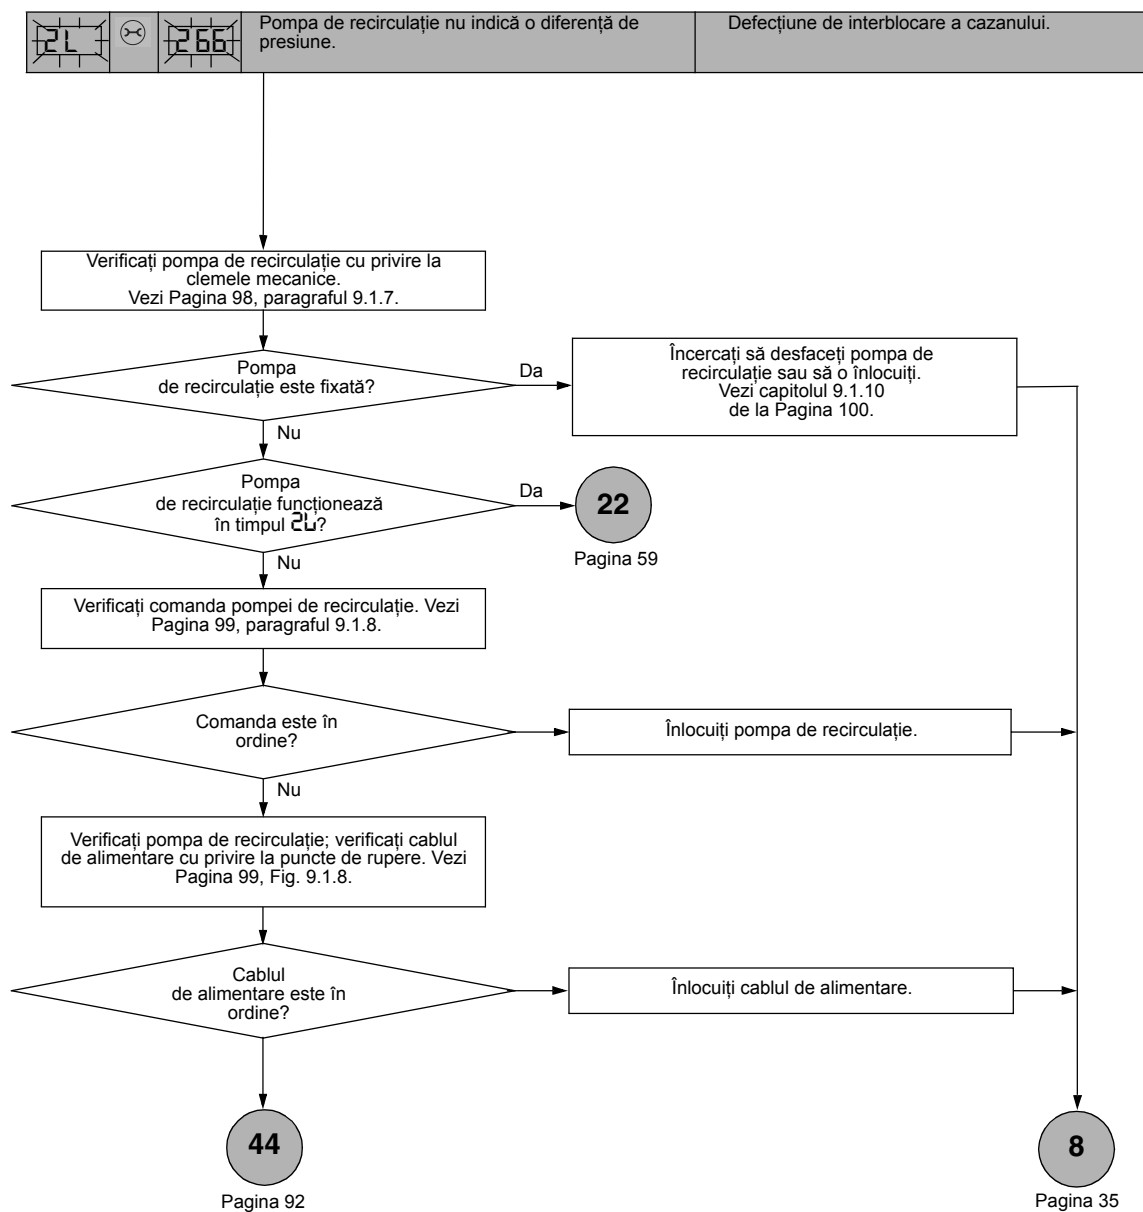 2L
266
Pompa de recirculație nu indică o diferență de
presiune.
Defecțiune de interblocare a cazanului.
Verificați pompa de recirculație cu privire la
clemele mecanice.
Vezi Pagina 98, paragraful 9.1.7.
Pompa
de recirculație este fixată?
Da
Încercați să desfaceți pompa de
recirculație sau să o înlocuiți.
Vezi capitolul 9.1.10
de la Pagina 100.
Nu
Pompa
de recirculație funcționează
în timpul 2L?
Da
22
Pagina 59
Nu
Verificați comanda pompei de recirculație. Vezi
Pagina 99, paragraful 9.1.8.
Comanda este în
ordine?
Înlocuiți pompa de recirculație.
Nu
Verificați pompa de recirculație; verificați cablul
de alimentare cu privire la puncte de rupere. Vezi
Pagina 99, Fig. 9.1.8.
Cablul
de alimentare este în
ordine?
Înlocuiți cablul de alimentare.
44
Pagina 92
8
Pagina 35